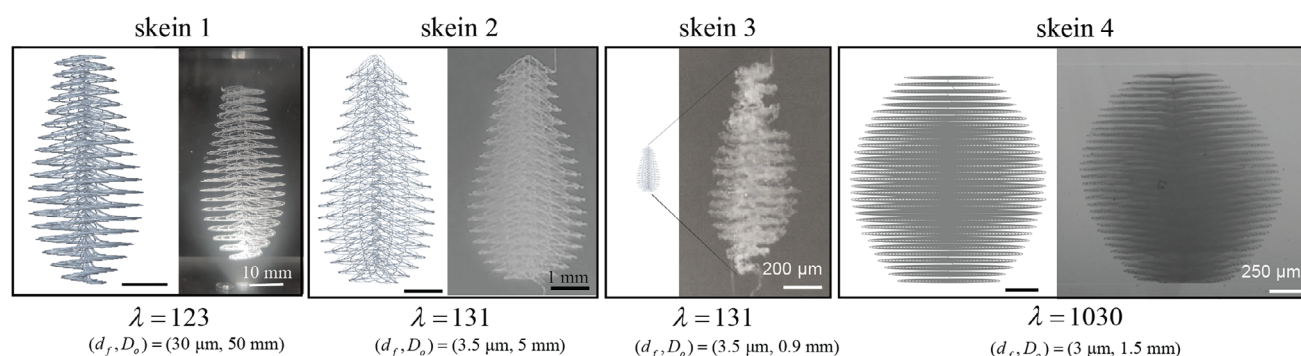 skein 1 skein 2 skein 3 skein 4
10 mm
1 mm
200 μm
250 μm
λ = 123 λ = 131 λ = 131 λ = 1030
(d_f, D_o) = (30 μm, 50 mm) (d_f, D_o) = (3.5 μm, 5 mm) (d_f, D_o) = (3.5 μm, 0.9 mm) (d_f, D_o) = (3 μm, 1.5 mm)